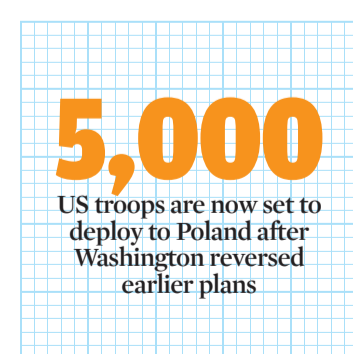 5,000
US troops are now set to
deploy to Poland after
Washington reversed
earlier plans